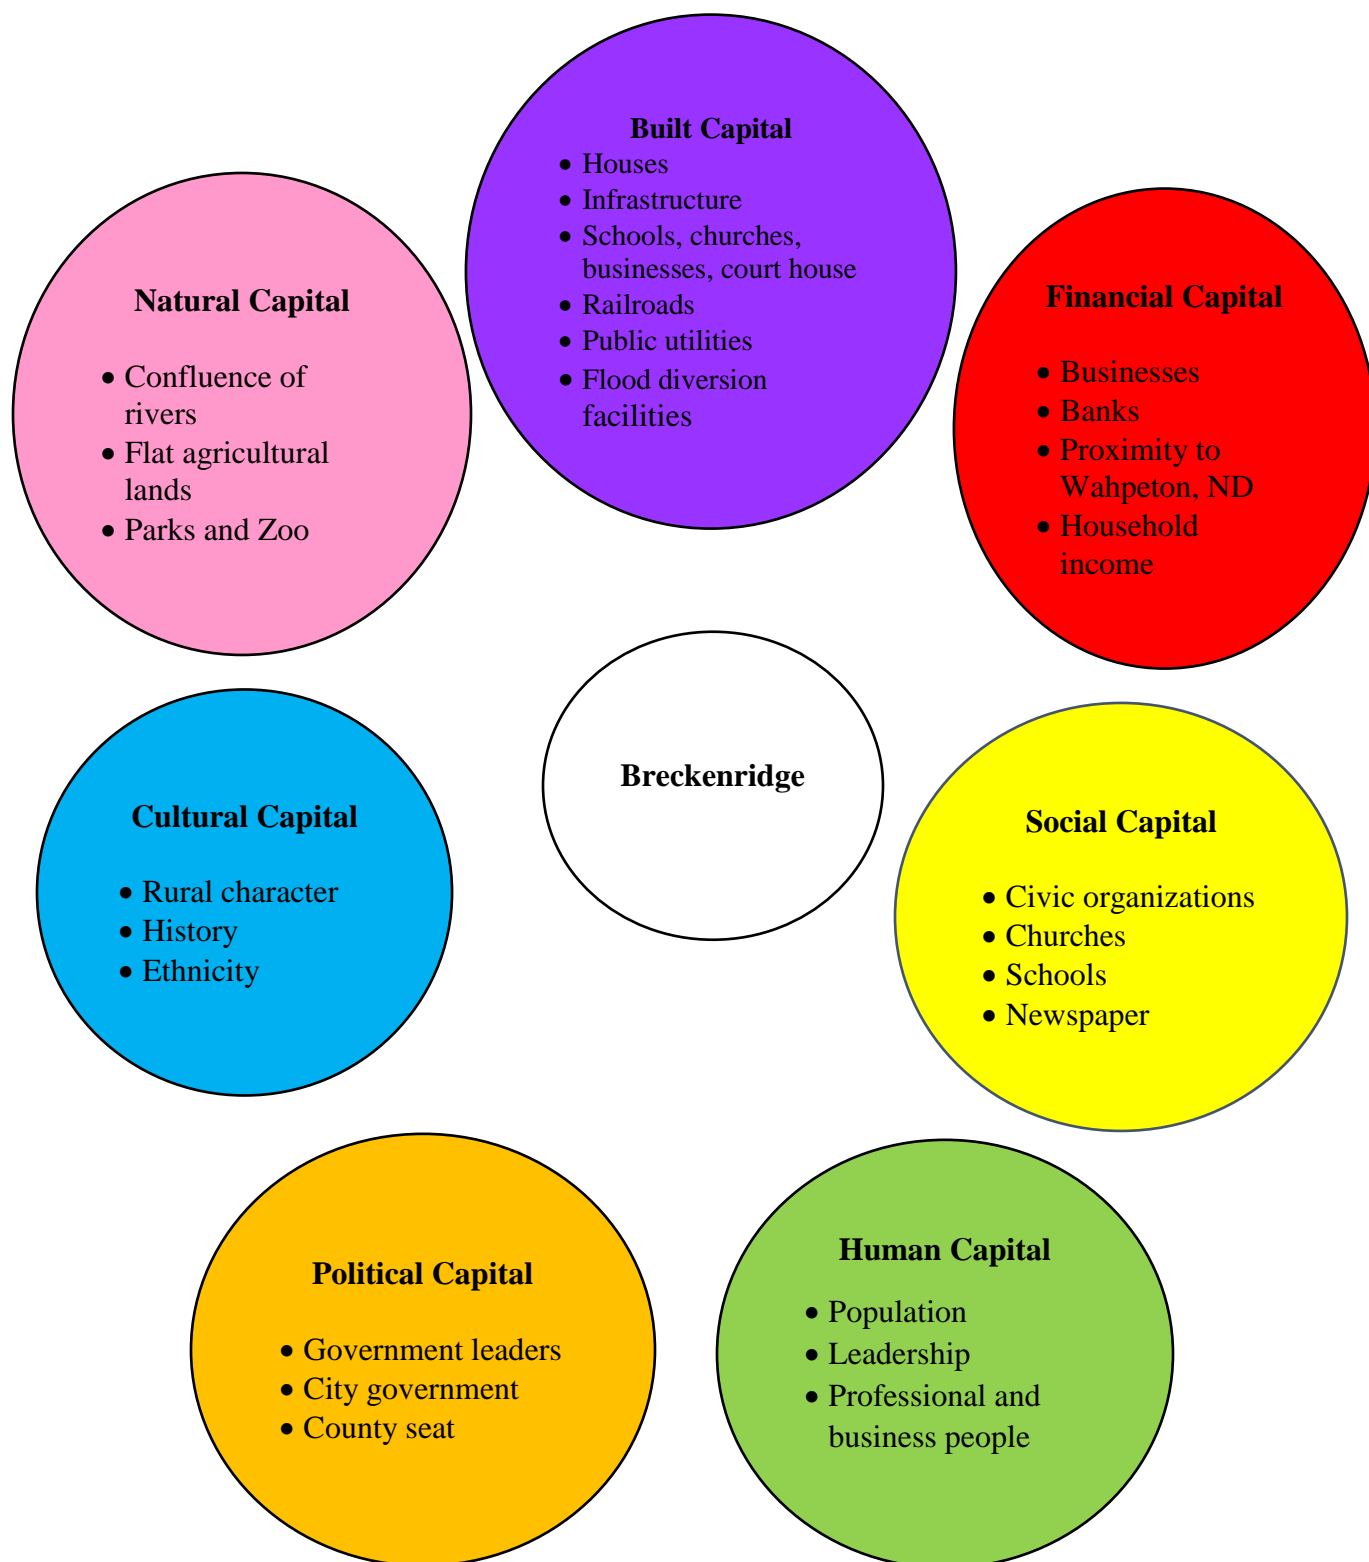 Built Capital
• Houses
• Infrastructure
• Schools, churches,
businesses, court house
• Railroads
• Public utilities
• Flood diversion
facilities
Natural Capital
• Confluence of
rivers
• Flat agricultural
lands
• Parks and Zoo
Financial Capital
• Businesses
• Banks
• Proximity to
Wahpeton, ND
• Household
income
Breckenridge
Cultural Capital
• Rural character
• History
• Ethnicity
Social Capital
• Civic organizations
• Churches
• Schools
• Newspaper
Political Capital
• Government leaders
• City government
• County seat
Human Capital
• Population
• Leadership
• Professional and
business people